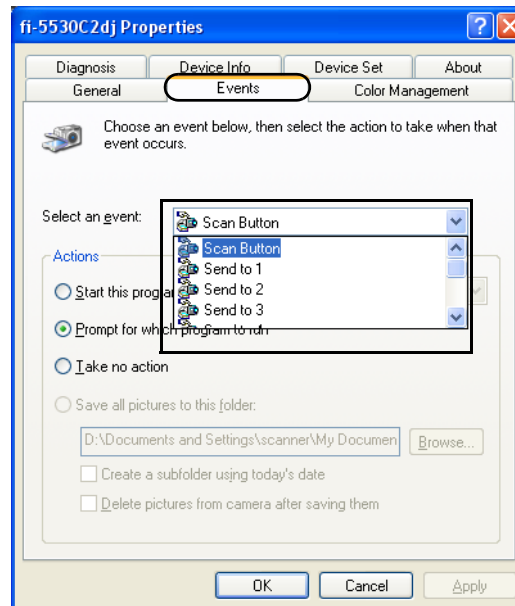 fi-5530C2dj Properties
Diagnosis Device Info Device Set About
General Events Color Management
Choose an event below, then select the action to take when that
event occurs.
Select an event: Scan Button
Scan Button
Send to 1
Send to 2
Send to 3
Actions
Start this
Prompt for which program to run
Take no action
Save all pictures to this folder:
D:\Documents and Settings\scanner\My Documen Browse...
Create a subfolder using today's date
Delete pictures from camera after saving them
OK Cancel Apply